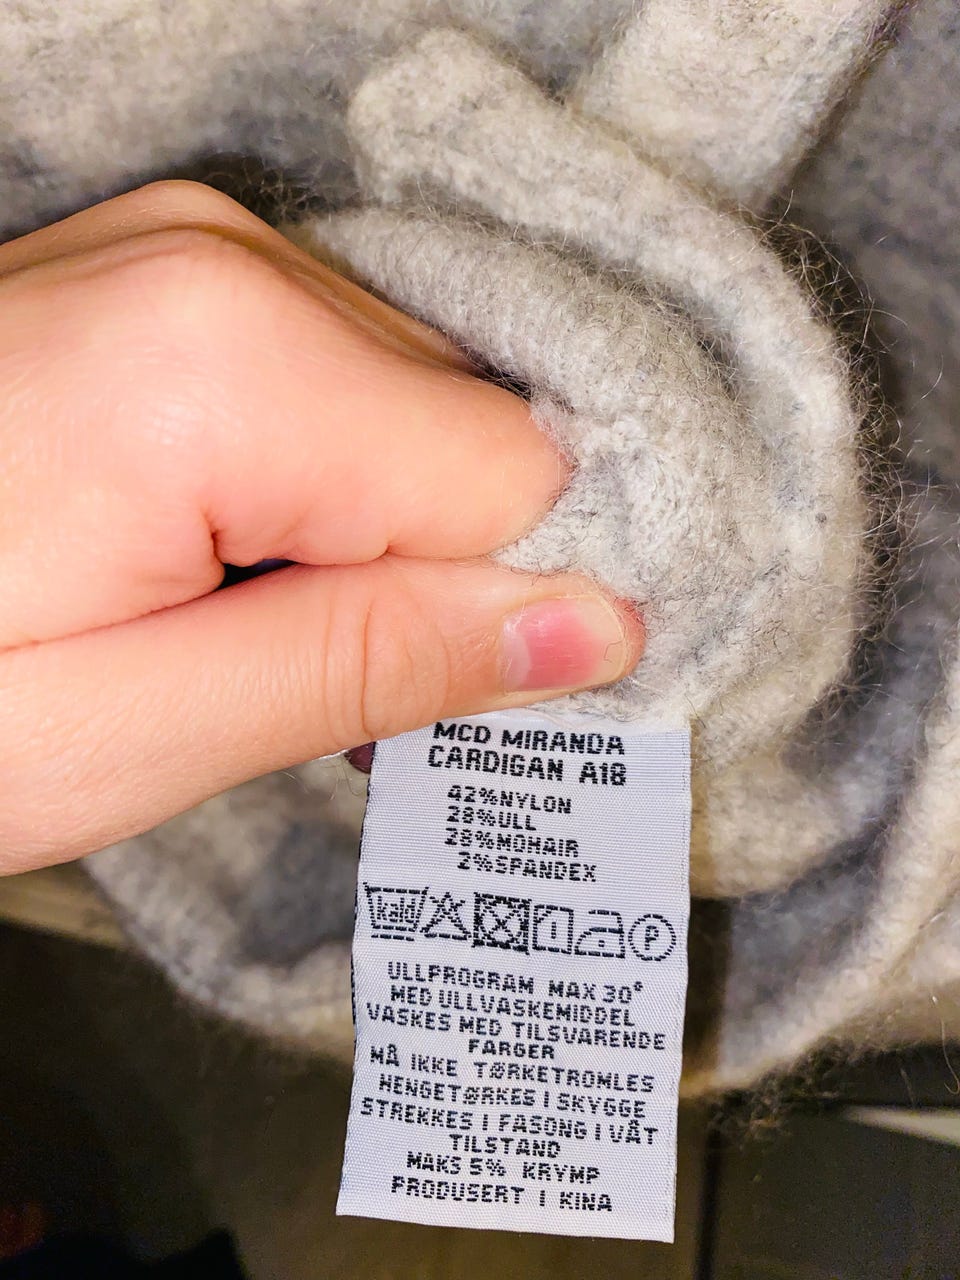 MCD MIRANDA
CARDIGAN A18
42%NYLON
28%ULL
28%MOHAIR
2%SPANDEX
kald
P
ULLPROGRAM MAX 30°
MED ULLVASKEMIDDEL
VASKES MED TILSVARENDE
FARGER
MÅ IKKE TØRKETROMLES
HENGETØRKES I SKYGGE
STREKKES I FASONG I VÅT
TILSTAND
MAKS 5% KRYMP
PRODUSERT I KINA